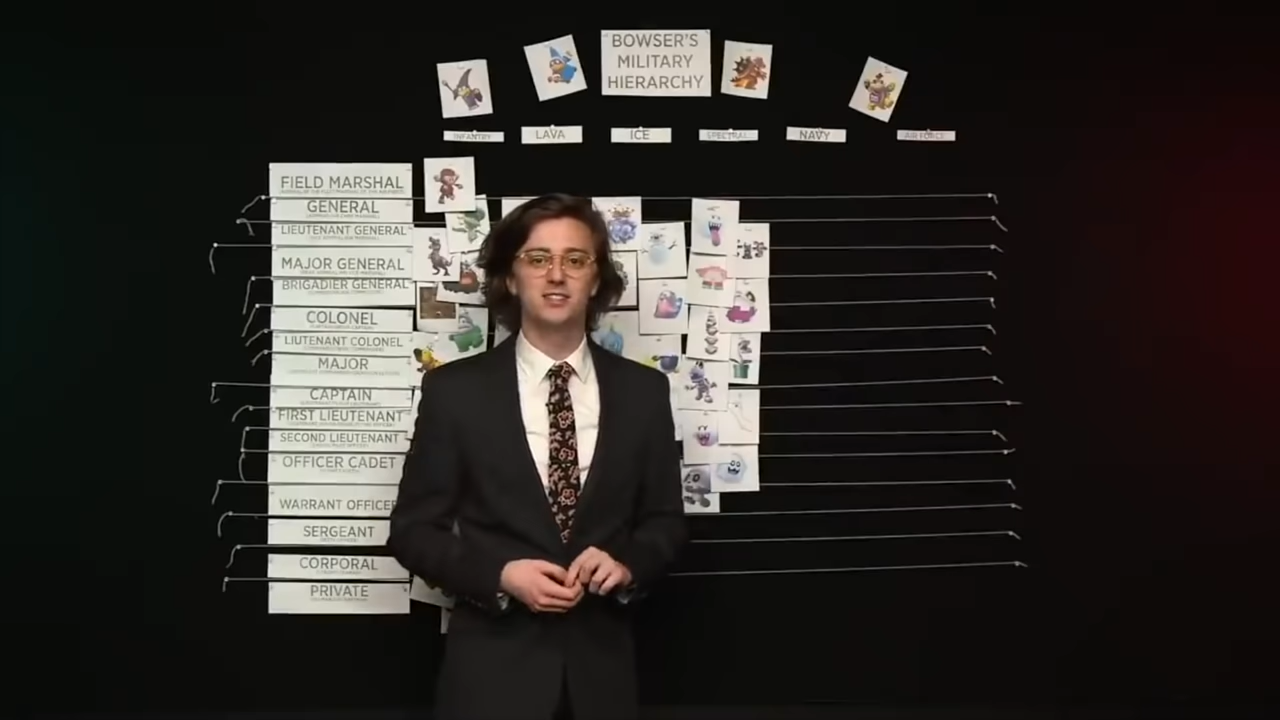 BOWSER'S
MILITARY
HIERARCHY
INFANTRY
LAVA
ICE
SPECTRAL
NAVY
AIR FORCE
FIELD MARSHAL
GENERAL
LIEUTENANT GENERAL
MAJOR GENERAL
BRIGADIER GENERAL
COLONEL
LIUTENANT COLONEL
MAJOR
CAPTAIN
FIRST LIEUTENANT
SECOND LIEUTENANT
OFFICER CADET
WARRANT OFFICER
SERGEANT
CORPORAL
PRIVATE